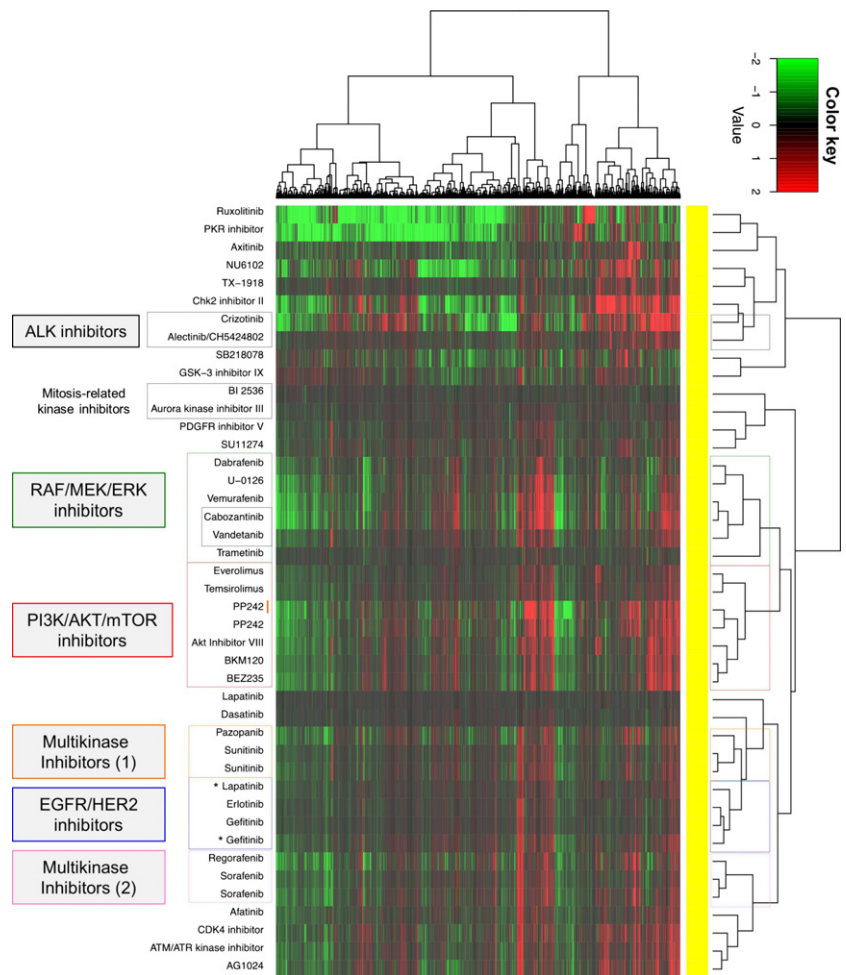 Color key
Value
-2
-1
0
1
2
Ruxolitinib
PKR inhibitor
Axitinib
NU6102
TX-1918
Chk2 inhibitor II
Crizotinib
Alectinib/CH5424802
SB218078
GSK-3 inhibitor IX
BI 2536
Aurora kinase inhibitor III
PDGFR inhibitor V
SU11274
Dabrafenib
U-0126
Vemurafenib
Cabozantinib
Vandetanib
Trametinib
Everolimus
Temsirolimus
PP242
PP242
Akt Inhibitor VIII
BKM120
BEZ235
Lapatinib
Dasatinib
Pazopanib
Sunitinib
Sunitinib
* Lapatinib
Erlotinib
Gefitinib
* Gefitinib
Regorafenib
Sorafenib
Sorafenib
Afatinib
CDK4 inhibitor
ATM/ATR kinase inhibitor
AG1024
ALK inhibitors
Mitosis-related
kinase inhibitors
RAF/MEK/ERK
inhibitors
PI3K/AKT/mTOR
inhibitors
Multikinase
Inhibitors (1)
EGFR/HER2
inhibitors
Multikinase
Inhibitors (2)